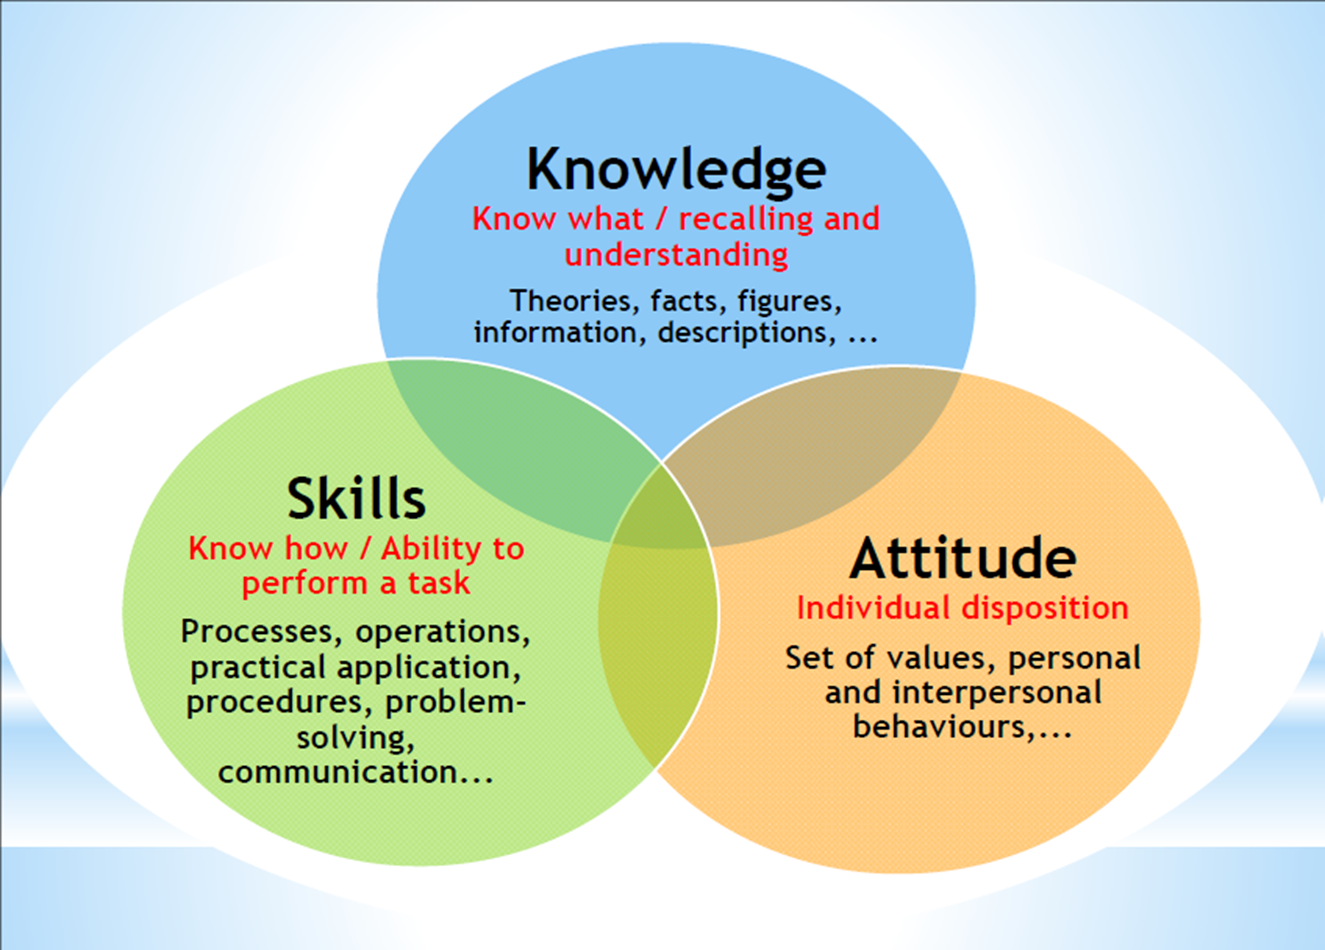 Knowledge
Know what / recalling and
understanding
Theories, facts, figures,
information, descriptions, ...
Skills
Know how / Ability to
perform a task
Processes, operations,
practical application,
procedures, problem-
solving,
communication...
Attitude
Individual disposition
Set of values, personal
and interpersonal
behaviours,...